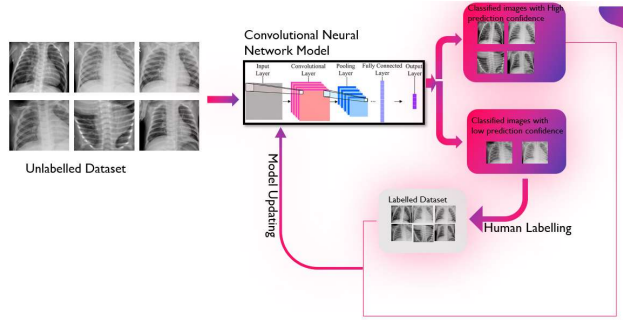 Convolutional Neural
Network Model
Input
Layer
Convolutional
Layer
Pooling
Layer
Fully Connected
Layer
Output
Layer
Classified images with High
prediction confidence
Unlabelled Dataset
Classified images with
low prediction confidence
Model Updating
Labelled Dataset
Human Labelling